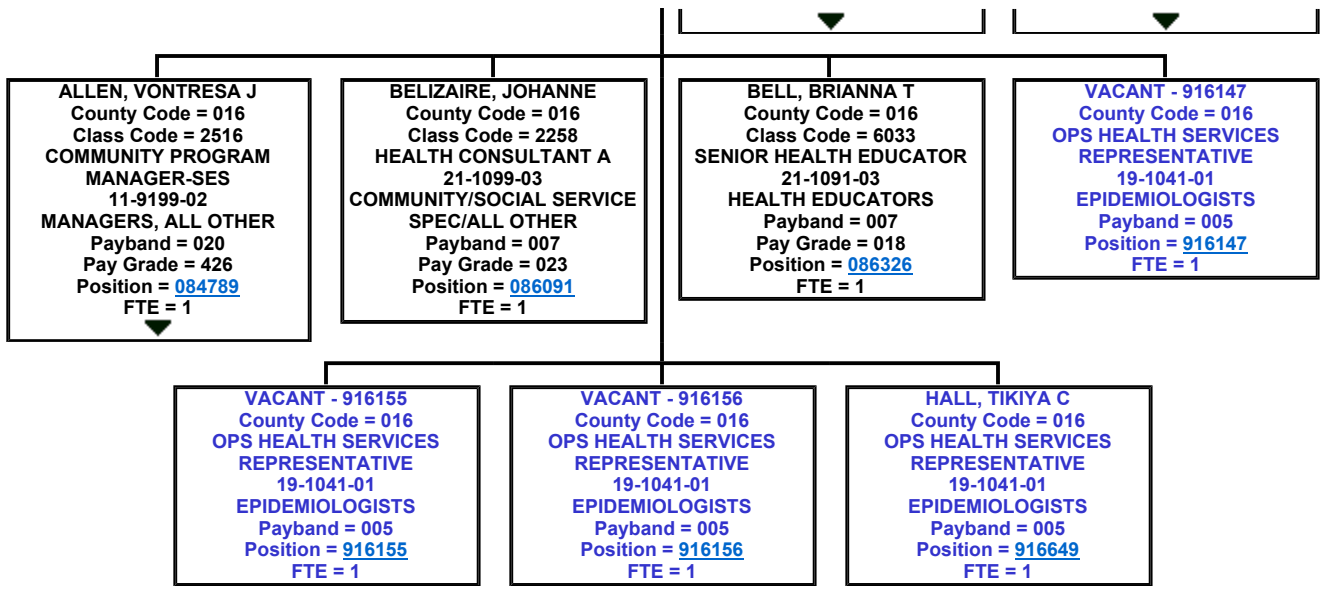 ALLEN, VONTRESA J
County Code = 016
Class Code = 2516
COMMUNITY PROGRAM
MANAGER-SES
11-9199-02
MANAGERS, ALL OTHER
Payband = 020
Pay Grade = 426
Position = 084789
FTE = 1
BELIZAIRE, JOHANNE
County Code = 016
Class Code = 2258
HEALTH CONSULTANT A
21-1099-03
COMMUNITY/SOCIAL SERVICE
SPEC/ALL OTHER
Payband = 007
Pay Grade = 023
Position = 086091
FTE = 1
BELL, BRIANNA T
County Code = 016
Class Code = 6033
SENIOR HEALTH EDUCATOR
21-1091-03
HEALTH EDUCATORS
Payband = 007
Pay Grade = 018
Position = 086326
FTE = 1
VACANT - 916147
County Code = 016
OPS HEALTH SERVICES
REPRESENTATIVE
19-1041-01
EPIDEMIOLOGISTS
Payband = 005
Position = 916147
FTE = 1
VACANT - 916155
County Code = 016
OPS HEALTH SERVICES
REPRESENTATIVE
19-1041-01
EPIDEMIOLOGISTS
Payband = 005
Position = 916155
FTE = 1
VACANT - 916156
County Code = 016
OPS HEALTH SERVICES
REPRESENTATIVE
19-1041-01
EPIDEMIOLOGISTS
Payband = 005
Position = 916156
FTE = 1
HALL, TIKIYA C
County Code = 016
OPS HEALTH SERVICES
REPRESENTATIVE
19-1041-01
EPIDEMIOLOGISTS
Payband = 005
Position = 916649
FTE = 1